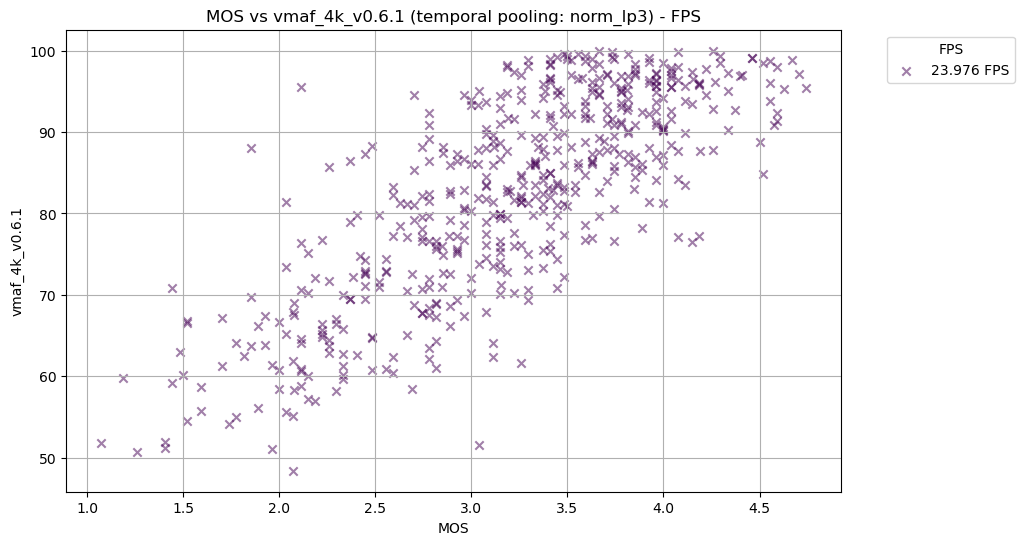 MOS vs vmaf_4k_v0.6.1 (temporal pooling: norm_lp3) - FPS
FPS
23.976 FPS
vmaf_4k_v0.6.1
100
90
80
70
60
50
1.0 1.5 2.0 2.5 3.0 3.5 4.0 4.5
MOS